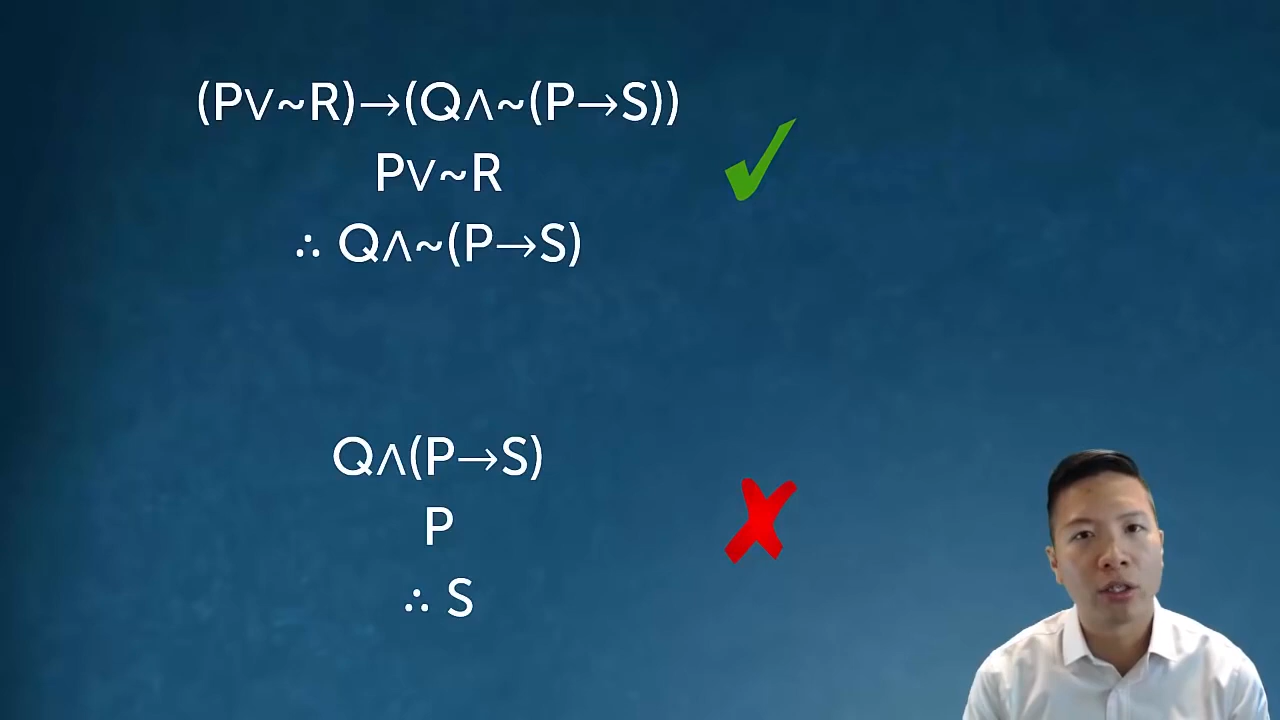 (P∨~R)→(Q∧~(P→S))
P∨~R
∴ Q∧~(P→S)
Q∧(P→S)
P
∴ S